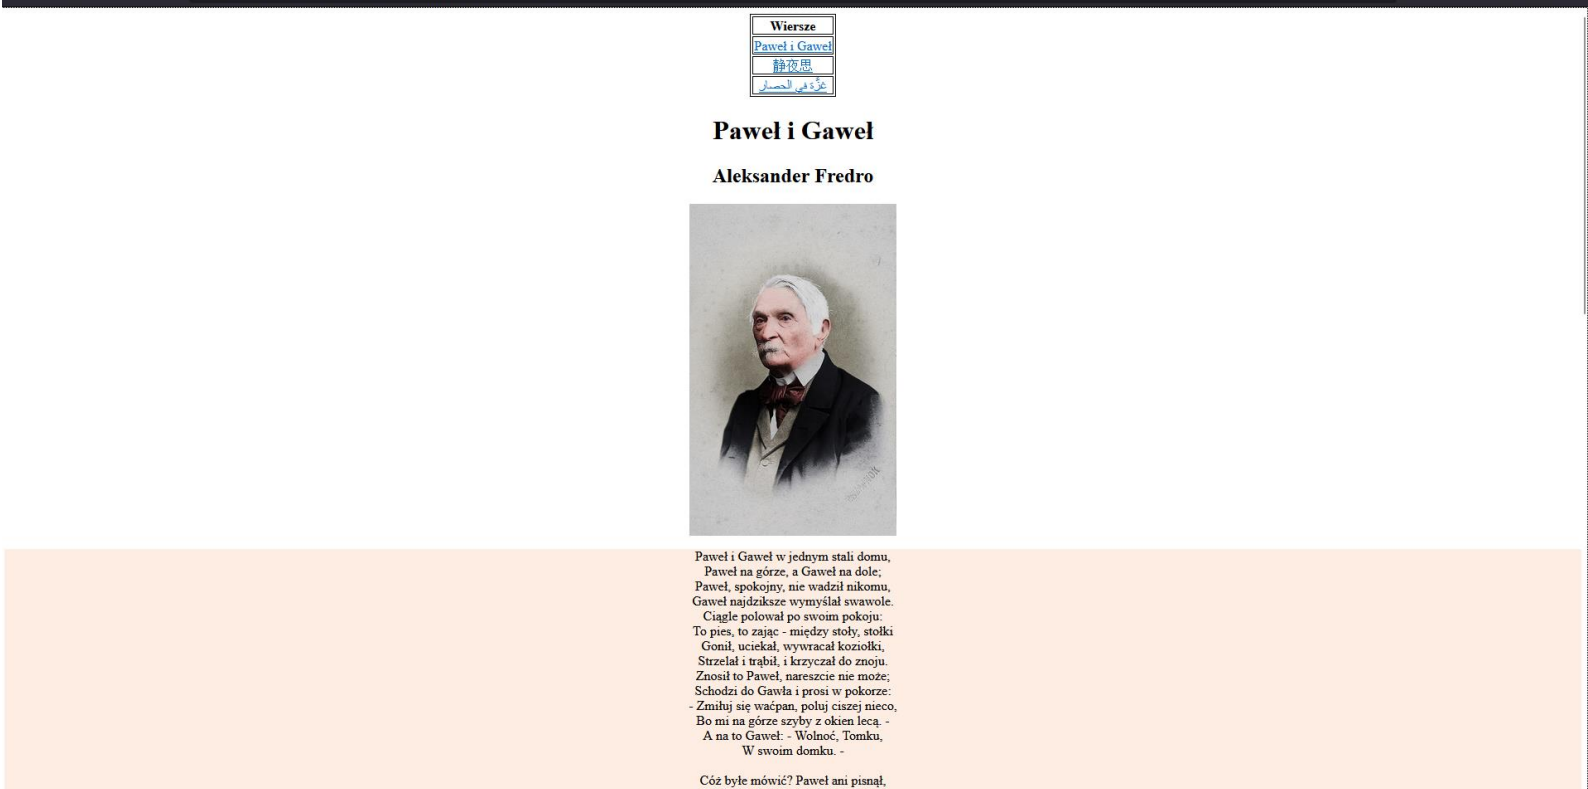 Wiersze
Paweł i Gaweł
静夜思
غزّة في الحصار
Paweł i Gaweł
Aleksander Fredro
Paweł i Gaweł w jednym stali domu,
Paweł na górze, a Gaweł na dole;
Paweł, spokojny, nie wadził nikomu,
Gaweł najdziksze wymyślał swawole.
Ciągle polował po swoim pokoju:
To pies, to zając - między stoły, stołki
Gonił, uciekał, wywracał koziołki,
Strzelał i trąbił, i krzyczał do znoju.
Znosił to Paweł, nareszcie nie może;
Schodzi do Gawła i prosi w pokorze:
- Zmiłuj się waćpan, poluj ciszej nieco,
Bo mi na górze szyby z okien lecą. -
A na to Gaweł: - Wolnoć, Tomku,
W swoim domku. -
Cóż byłe mówić? Paweł ani pisnął,